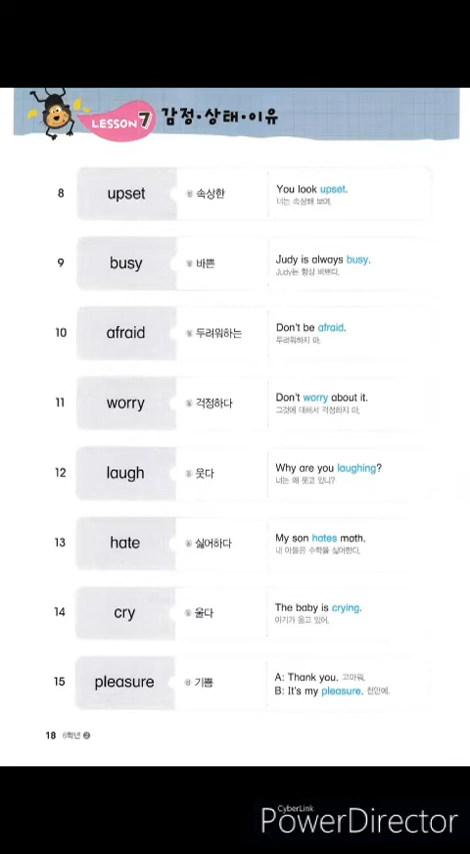 LESSON 7 감정·상태·이유
8 upset 형 속상한 You look upset.
너는 속상해 보여.
9 busy 형 바쁜 Judy is always busy.
Judy는 항상 바쁘다.
10 afraid 형 두려워하는 Don't be afraid.
두려워하지 마.
11 worry 동 걱정하다 Don't worry about it.
그것에 대해서 걱정하지 마.
12 laugh 동 웃다 Why are you laughing?
너는 왜 웃고 있니?
13 hate 동 싫어하다 My son hates math.
내 아들은 수학을 싫어한다.
14 cry 동 울다 The baby is crying.
아기가 울고 있어.
15 pleasure 명 기쁨 A: Thank you. 고마워.
B: It's my pleasure. 천만에.
18 6학년 2
CyberLink
PowerDirector